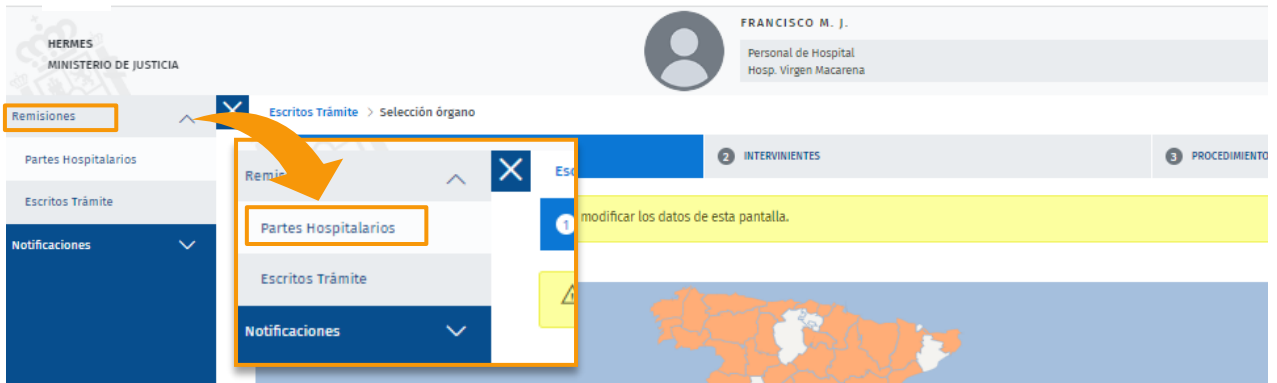 HERMES
MINISTERIO DE JUSTICIA
FRANCISCO M. J.
Personal de Hospital
Hosp. Virgen Macarena
Remisiones
Partes Hospitalarios
Escritos Trámite
Notificaciones
Escritos Trámite > Selección órgano
2 INTERVINIENTES
3 PROCEDIMIENTO
modificar los datos de esta pantalla.
Remis
Partes Hospitalarios
Escritos Trámite
Notificaciones
Esc
1